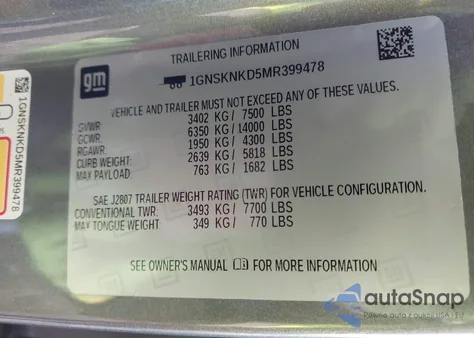 TRAILERING INFORMATION
gm
1GNSKNKD5MR399478
VEHICLE AND TRAILER MUST NOT EXCEED ANY OF THESE VALUES.
GVWR: 3402 KG/ 7500 LBS
GCWR: 6350 KG/14000 LBS
RGAWR: 1950 KG/ 4300 LBS
CURB WEIGHT: 2639 KG/ 5818 LBS
MAX PAYLOAD: 763 KG/ 1682 LBS
SAE J2807 TRAILER WEIGHT RATING (TWR) FOR VEHICLE CONFIGURATION.
CONVENTIONAL TWR: 3493 KG/ 7700 LBS
MAX TONGUE WEIGHT: 349 KG/ 770 LBS
SEE OWNER'S MANUAL FOR MORE INFORMATION
1GNSKNKD5MR399478
autoSnap